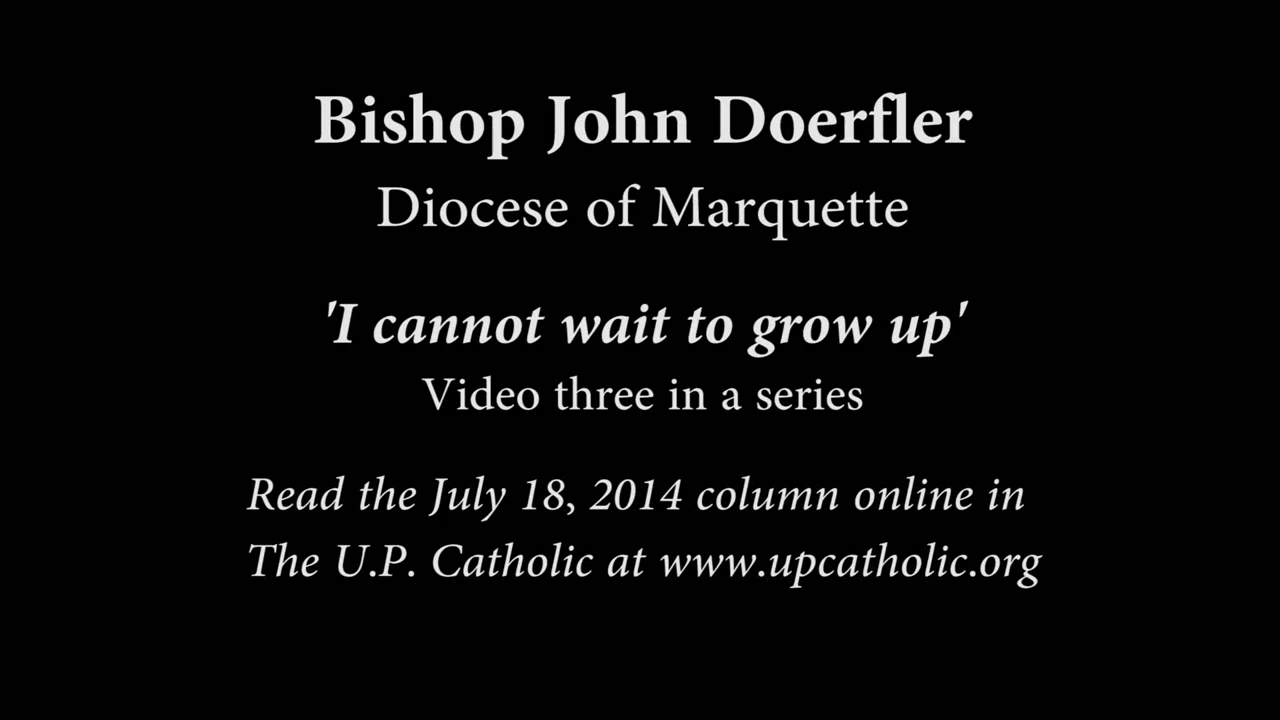 Bishop John Doerfler
Diocese of Marquette
'I cannot wait to grow up'
Video three in a series
Read the July 18, 2014 column online in
The U.P. Catholic at www.upcatholic.org